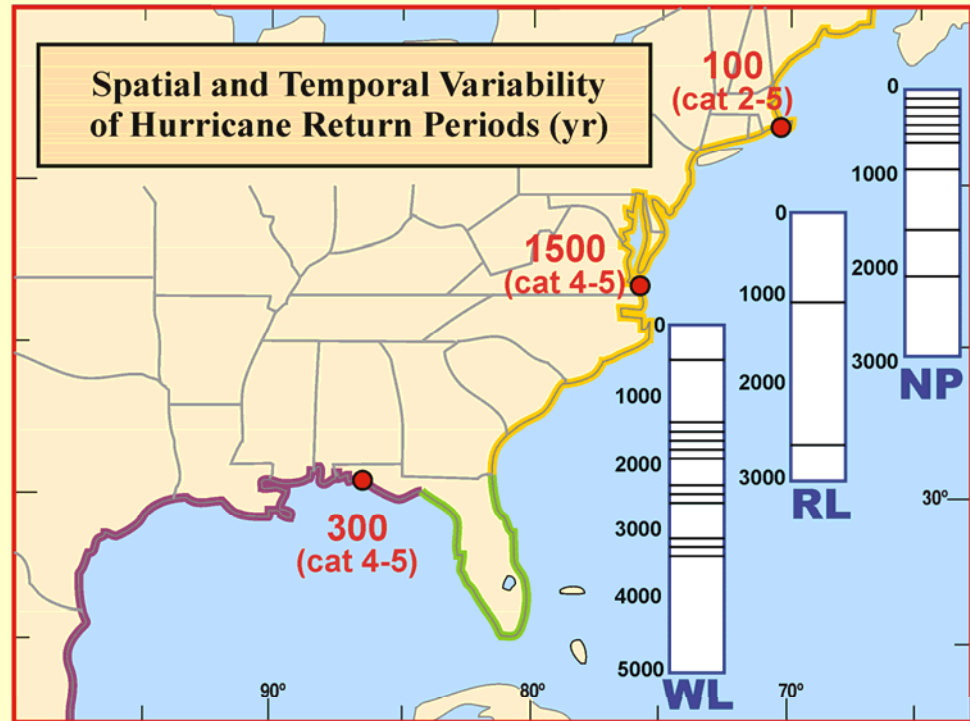 Spatial and Temporal Variability
of Hurricane Return Periods (yr)
100
(cat 2-5)
1500
(cat 4-5)
300
(cat 4-5)
0
1000
2000
3000
4000
5000
WL
0
1000
2000
3000
RL
0
1000
2000
3000
NP
30º
90º
80º
70º